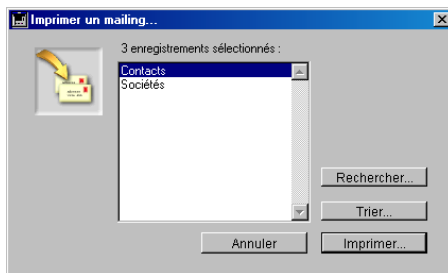 Imprimer un mailing...
3 enregistrements sélectionnés :
Contacts
Sociétés
Rechercher...
Trier...
Annuler
Imprimer...